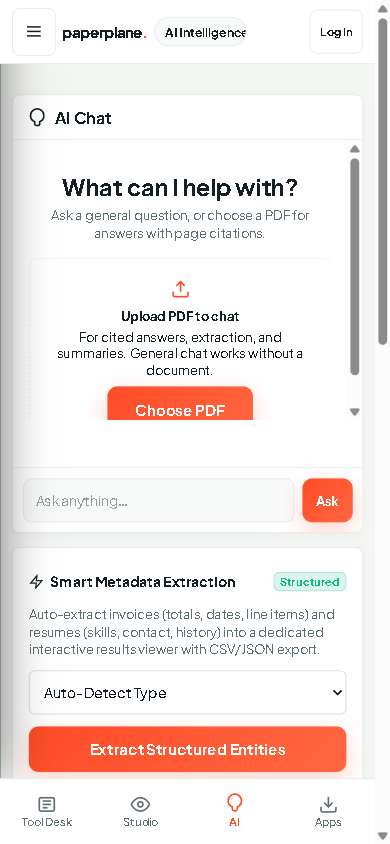 paperplane.
AI Intelligence
Log In
AI Chat
What can I help with?
Ask a general question, or choose a PDF for
answers with page citations.
Upload PDF to chat
For cited answers, extraction, and
summaries. General chat works without a
document.
Choose PDF
Ask anything...
Ask
Smart Metadata Extraction
Structured
Auto-extract invoices (totals, dates, line items) and
resumes (skills, contact, history) into a dedicated
interactive results viewer with CSV/JSON export.
Auto-Detect Type
Extract Structured Entities
Tool Desk
Studio
AI
Apps